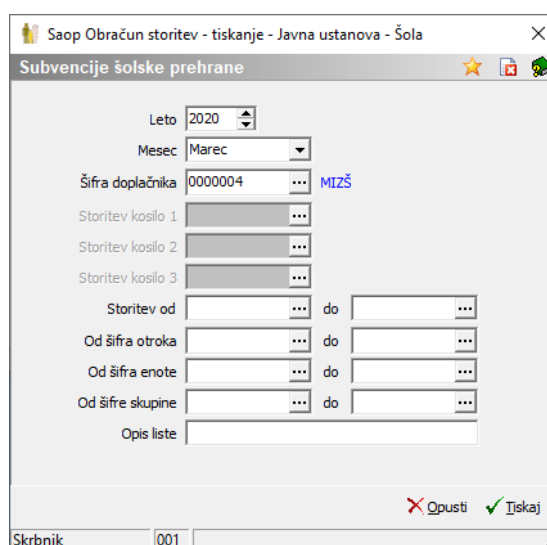 Saop Obračun storitev - tiskanje - Javna ustanova - Šola
Subvencije šolske prehrane
Leto 2020
Mesec Marec
Šifra doplačnika 0000004 ... MIZŠ
Storitev kosilo 1 ...
Storitev kosilo 2 ...
Storitev kosilo 3 ...
Storitev od ... do ...
Od šifra otroka ... do ...
Od šifra enote ... do ...
Od šifre skupine ... do ...
Opis liste
Opusti Tiskaj
Skrbnik 001